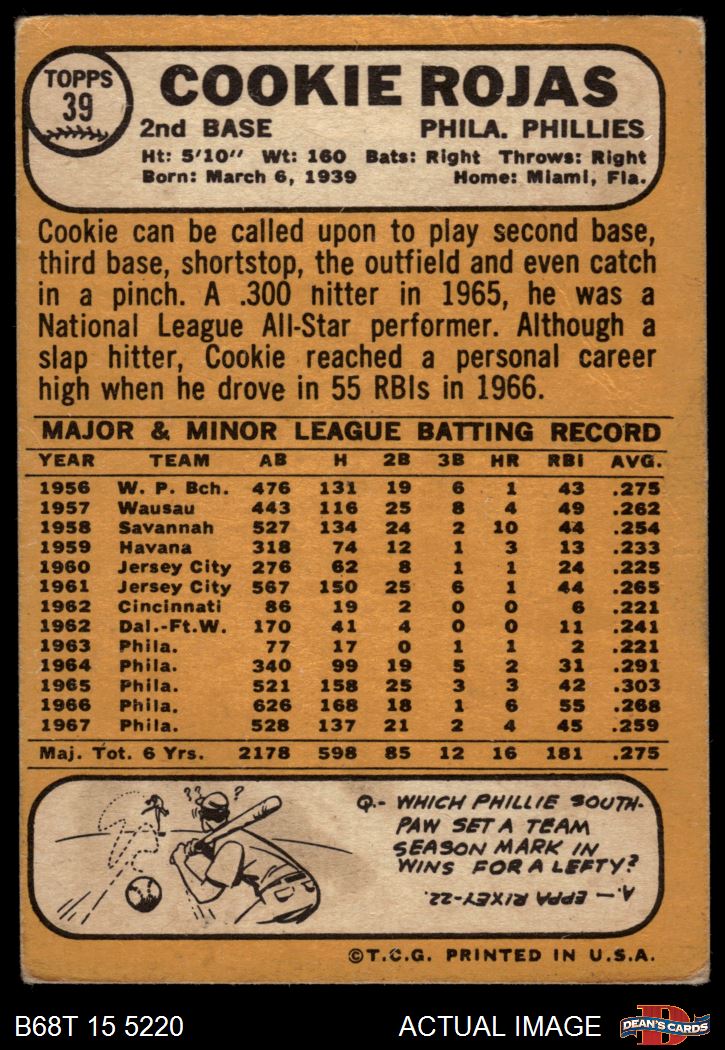 TOPPS
39
COOKIE ROJAS
2nd BASE PHILA. PHILLIES
Ht: 5'10" Wt: 160 Bats: Right Throws: Right
Born: March 6, 1939 Home: Miami, Fla.
Cookie can be called upon to play second base,
third base, shortstop, the outfield and even catch
in a pinch. A .300 hitter in 1965, he was a
National League All-Star performer. Although a
slap hitter, Cookie reached a personal career
high when he drove in 55 RBIs in 1966.
MAJOR & MINOR LEAGUE BATTING RECORD
YEAR TEAM AB H 2B 3B HR RBI AVG.
1956 W. P. Bch. 476 131 19 6 1 43 .275
1957 Wausau 443 116 25 8 4 49 .262
1958 Savannah 527 134 24 2 10 44 .254
1959 Havana 318 74 12 1 3 13 .233
1960 Jersey City 276 62 8 1 1 24 .225
1961 Jersey City 567 150 25 6 1 44 .265
1962 Cincinnati 86 19 2 0 0 6 .221
1962 Dal.-Ft.W. 170 41 4 0 0 11 .241
1963 Phila. 77 17 0 1 1 2 .221
1964 Phila. 340 99 19 5 2 31 .291
1965 Phila. 521 158 25 3 3 42 .303
1966 Phila. 626 168 18 1 6 55 .268
1967 Phila. 528 137 21 2 4 45 .259
Maj. Tot. 6 Yrs. 2178 598 85 12 16 181 .275
?? ?
Q.- WHICH PHILLIE SOUTH-
PAW SET A TEAM
SEASON MARK IN
WINS FOR A LEFTY?
A.— EPPA RIXEY-22.
©T.C.G. PRINTED IN U.S.A.
B68T 15 5220 ACTUAL IMAGE D DEAN'S CARDS